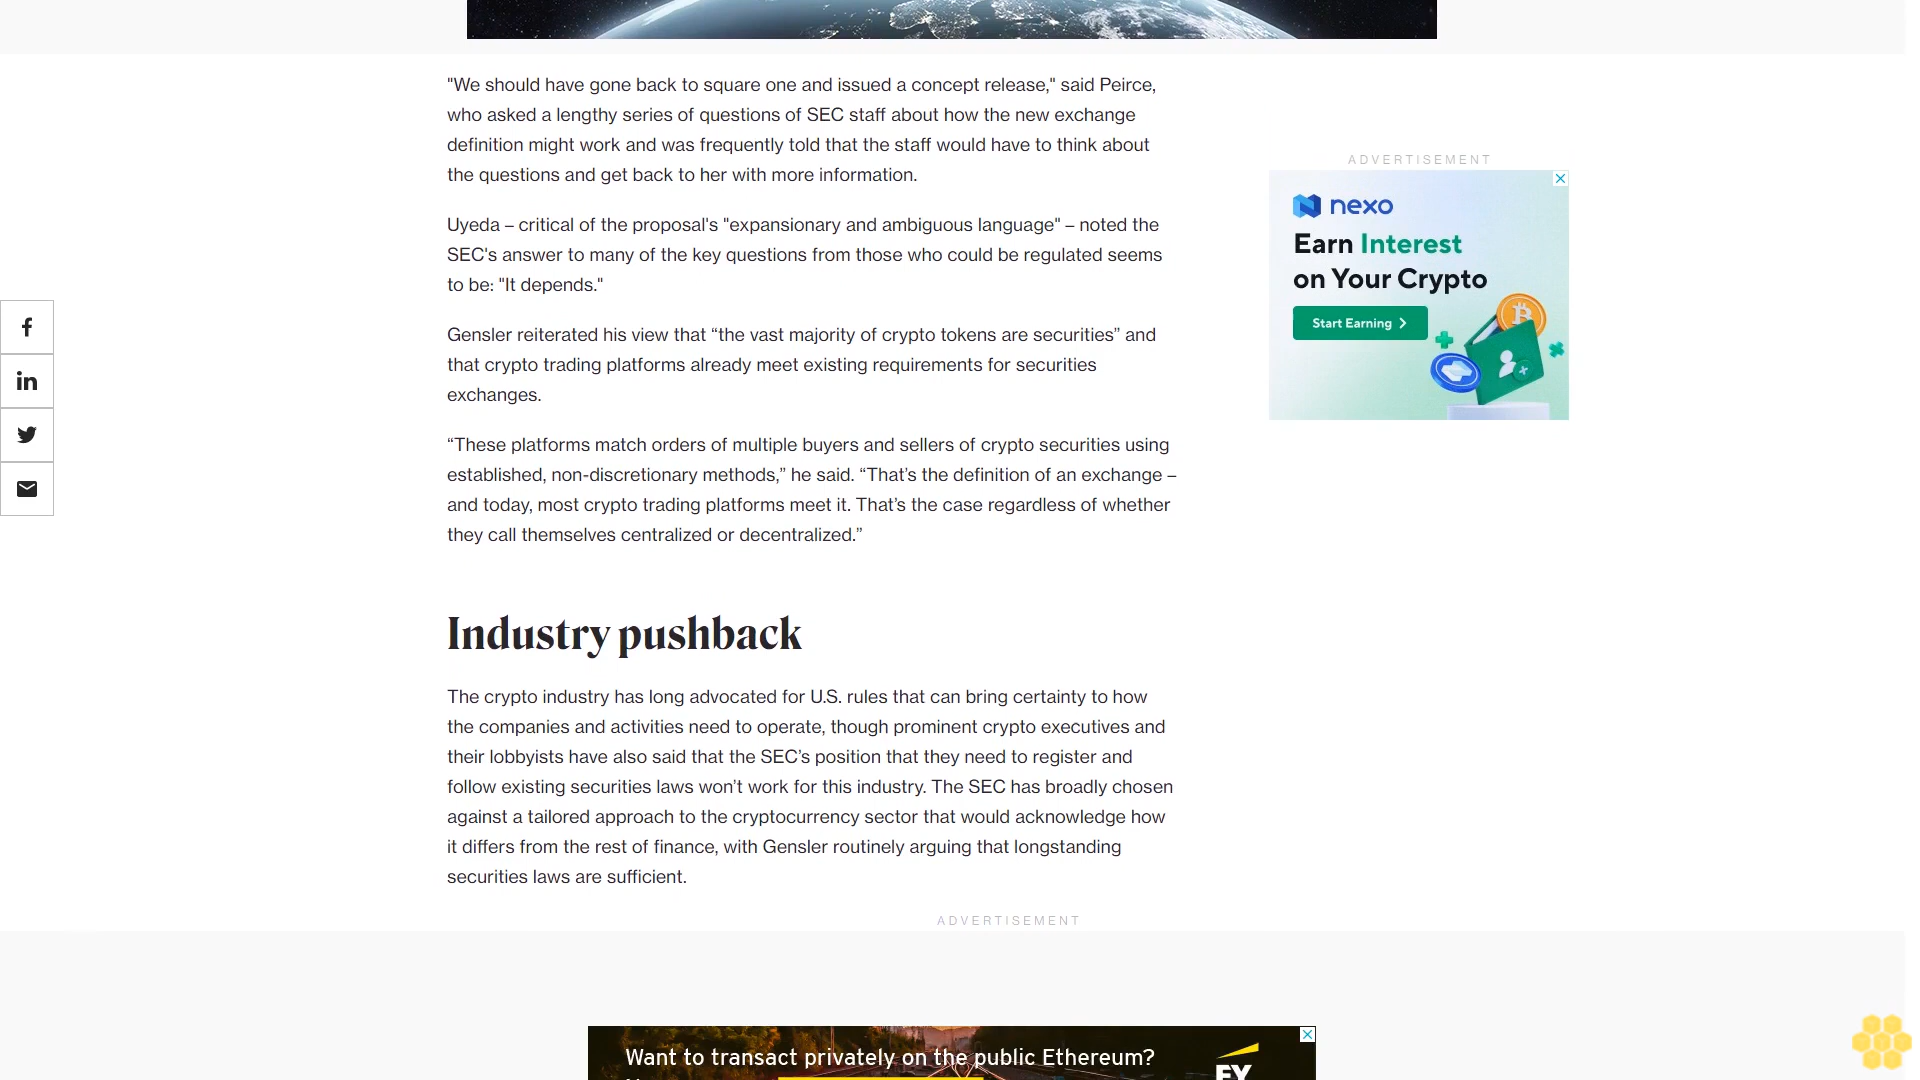 "We should have gone back to square one and issued a concept release," said Peirce,
who asked a lengthy series of questions of SEC staff about how the new exchange
definition might work and was frequently told that the staff would have to think about
the questions and get back to her with more information.
Uyeda – critical of the proposal's "expansionary and ambiguous language" – noted the
SEC's answer to many of the key questions from those who could be regulated seems
to be: "It depends."
Gensler reiterated his view that “the vast majority of crypto tokens are securities” and
that crypto trading platforms already meet existing requirements for securities
exchanges.
“These platforms match orders of multiple buyers and sellers of crypto securities using
established, non-discretionary methods,” he said. “That’s the definition of an exchange –
and today, most crypto trading platforms meet it. That’s the case regardless of whether
they call themselves centralized or decentralized.”
Industry pushback
The crypto industry has long advocated for U.S. rules that can bring certainty to how
the companies and activities need to operate, though prominent crypto executives and
their lobbyists have also said that the SEC’s position that they need to register and
follow existing securities laws won’t work for this industry. The SEC has broadly chosen
against a tailored approach to the cryptocurrency sector that would acknowledge how
it differs from the rest of finance, with Gensler routinely arguing that longstanding
securities laws are sufficient.
ADVERTISEMENT
nexo
Earn Interest
on Your Crypto
Start Earning
ADVERTISEMENT
Want to transact privately on the public Ethereum?
EY